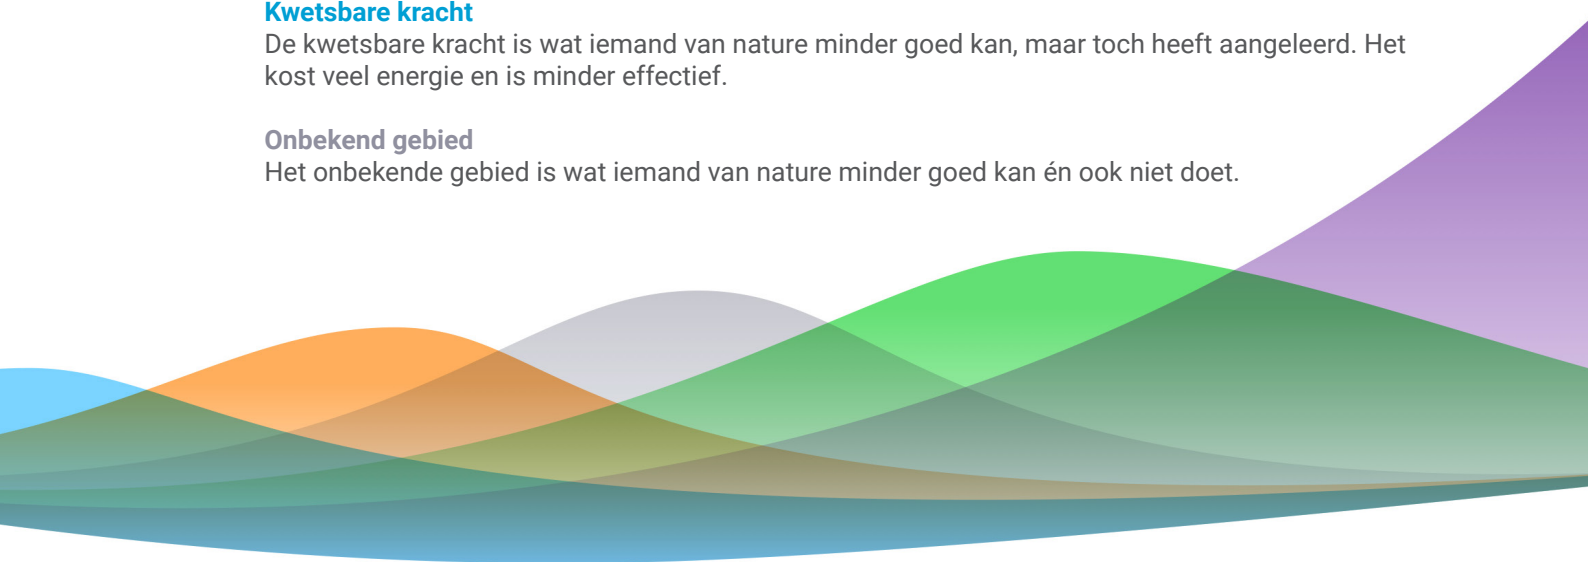 Kwetsbare kracht
De kwetsbare kracht is wat iemand van nature minder goed kan, maar toch heeft aangeleerd. Het
kost veel energie en is minder effectief.
Onbekend gebied
Het onbekende gebied is wat iemand van nature minder goed kan én ook niet doet.